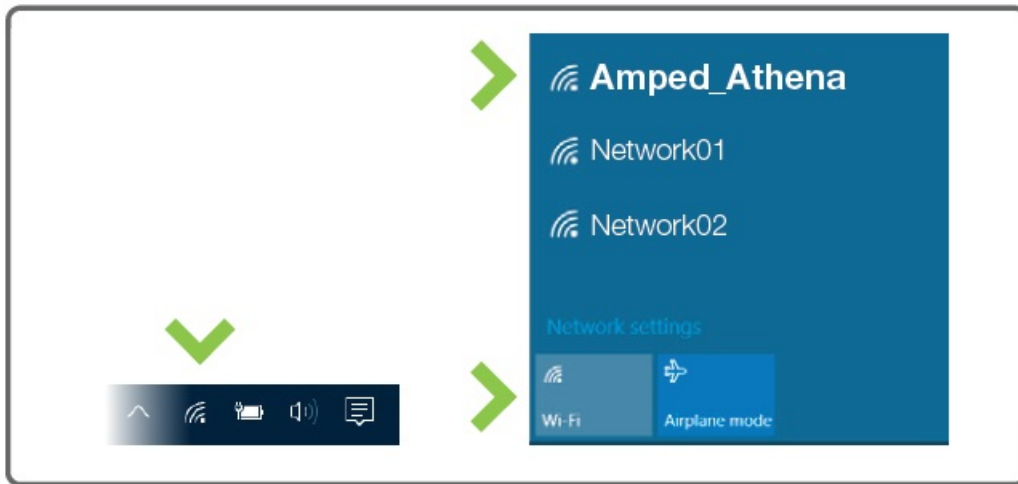 Amped_Athena
Network01
Network02
Network settings
Wi-Fi
Airplane mode